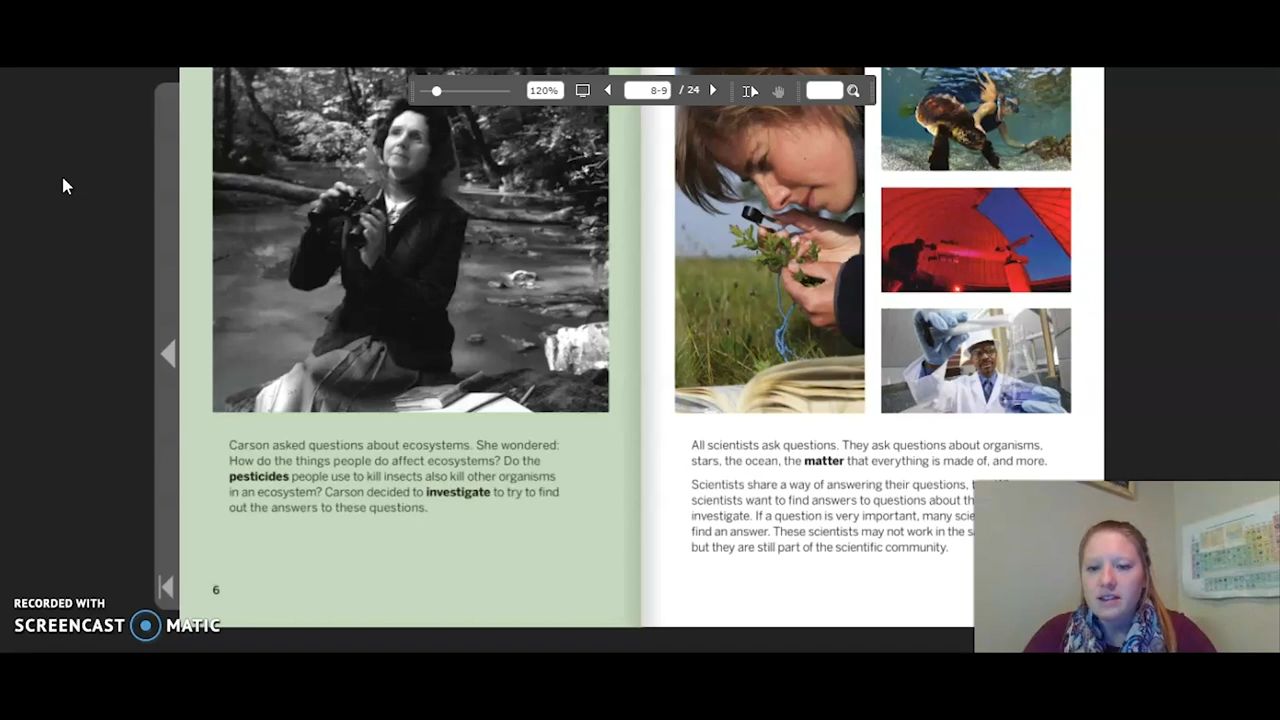 120%
8-9
/ 24
Carson asked questions about ecosystems. She wondered:
How do the things people do affect ecosystems? Do the
pesticides people use to kill insects also kill other organisms
in an ecosystem? Carson decided to investigate to try to find
out the answers to these questions.
6
All scientists ask questions. They ask questions about organisms,
stars, the ocean, the matter that everything is made of, and more.
Scientists share a way of answering their questions,
scientists want to find answers to questions about
investigate. If a question is very important, many
find an answer. These scientists may not work in the
but they are still part of the scientific community.
RECORDED WITH
SCREENCAST MATIC